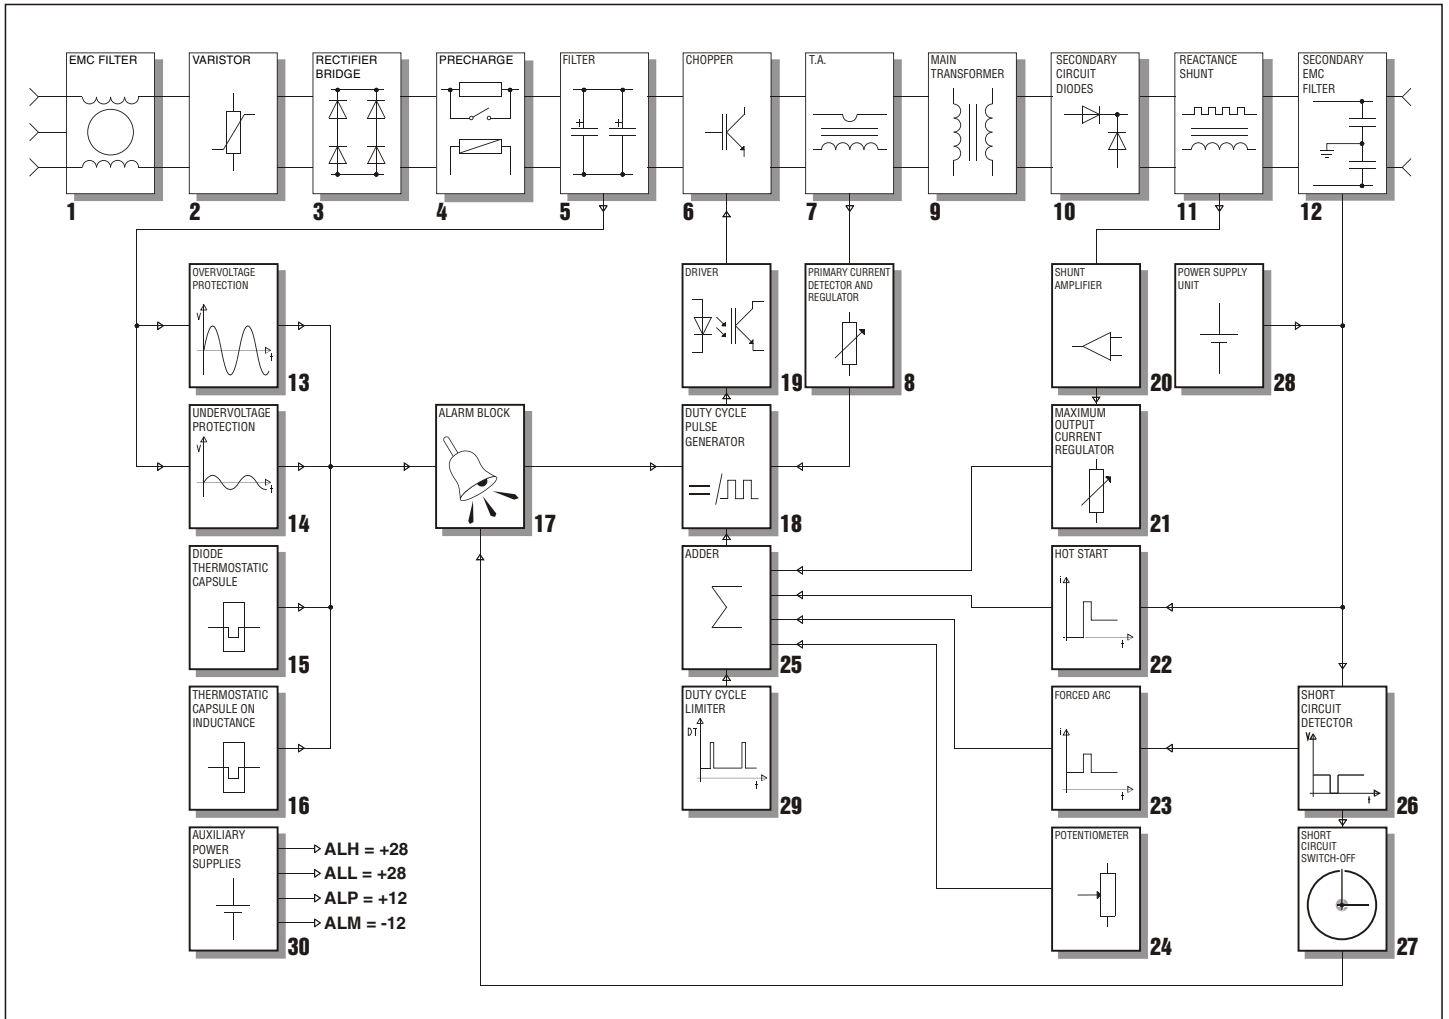 EMC FILTER
VARISTOR
RECTIFIER
BRIDGE
PRECHARGE
FILTER
CHOPPER
T.A.
MAIN
TRANSFORMER
SECONDARY
CIRCUIT
DIODES
REACTANCE
SHUNT
SECONDARY
EMC
FILTER
+
+
1
2
3
4
5
6
7
9
10
11
12
OVERVOLTAGE
PROTECTION
V
t
13
DRIVER
19
PRIMARY CURRENT
DETECTOR AND
REGULATOR
8
SHUNT
AMPLIFIER
20
POWER SUPPLY
UNIT
28
UNDERVOLTAGE
PROTECTION
V
t
14
ALARM BLOCK
17
DUTY CYCLE
PULSE
GENERATOR
18
MAXIMUM
OUTPUT
CURRENT
REGULATOR
21
DIODE
THERMOSTATIC
CAPSULE
15
ADDER
25
HOT START
i
t
22
THERMOSTATIC
CAPSULE ON
INDUCTANCE
16
DUTY CYCLE
LIMITER
DT
t
29
FORCED ARC
i
t
23
SHORT
CIRCUIT
DETECTOR
V
t
26
AUXILIARY
POWER
SUPPLIES
30
ALH = +28
ALL = +28
ALP = +12
ALM = -12
POTENTIOMETER
24
SHORT
CIRCUIT
SWITCH-OFF
27